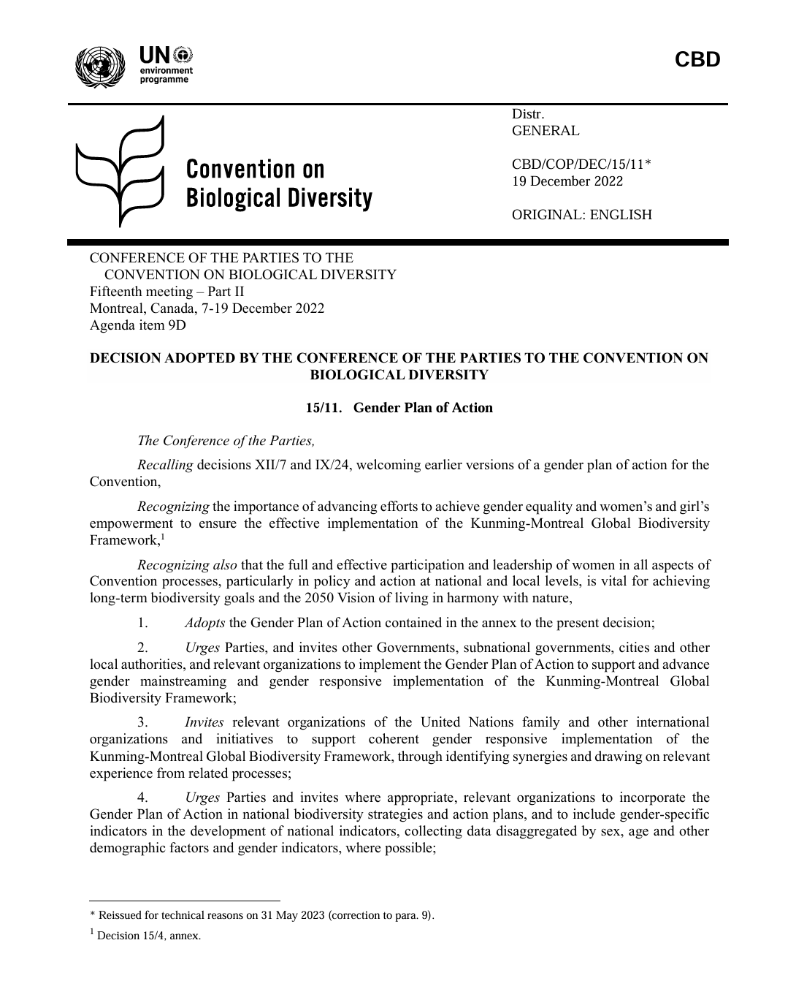 UN
environment
programme
CBD
Distr.
GENERAL
CBD/COP/DEC/15/11*
19 December 2022
ORIGINAL: ENGLISH
Convention on
Biological Diversity
CONFERENCE OF THE PARTIES TO THE
CONVENTION ON BIOLOGICAL DIVERSITY
Fifteenth meeting – Part II
Montreal, Canada, 7-19 December 2022
Agenda item 9D
DECISION ADOPTED BY THE CONFERENCE OF THE PARTIES TO THE CONVENTION ON
BIOLOGICAL DIVERSITY
15/11. Gender Plan of Action
The Conference of the Parties,
Recalling decisions XII/7 and IX/24, welcoming earlier versions of a gender plan of action for the
Convention,
Recognizing the importance of advancing efforts to achieve gender equality and women’s and girl’s
empowerment to ensure the effective implementation of the Kunming-Montreal Global Biodiversity
Framework,1
Recognizing also that the full and effective participation and leadership of women in all aspects of
Convention processes, particularly in policy and action at national and local levels, is vital for achieving
long-term biodiversity goals and the 2050 Vision of living in harmony with nature,
1. Adopts the Gender Plan of Action contained in the annex to the present decision;
2. Urges Parties, and invites other Governments, subnational governments, cities and other
local authorities, and relevant organizations to implement the Gender Plan of Action to support and advance
gender mainstreaming and gender responsive implementation of the Kunming-Montreal Global
Biodiversity Framework;
3. Invites relevant organizations of the United Nations family and other international
organizations and initiatives to support coherent gender responsive implementation of the
Kunming-Montreal Global Biodiversity Framework, through identifying synergies and drawing on relevant
experience from related processes;
4. Urges Parties and invites where appropriate, relevant organizations to incorporate the
Gender Plan of Action in national biodiversity strategies and action plans, and to include gender-specific
indicators in the development of national indicators, collecting data disaggregated by sex, age and other
demographic factors and gender indicators, where possible;
* Reissued for technical reasons on 31 May 2023 (correction to para. 9).
1 Decision 15/4, annex.